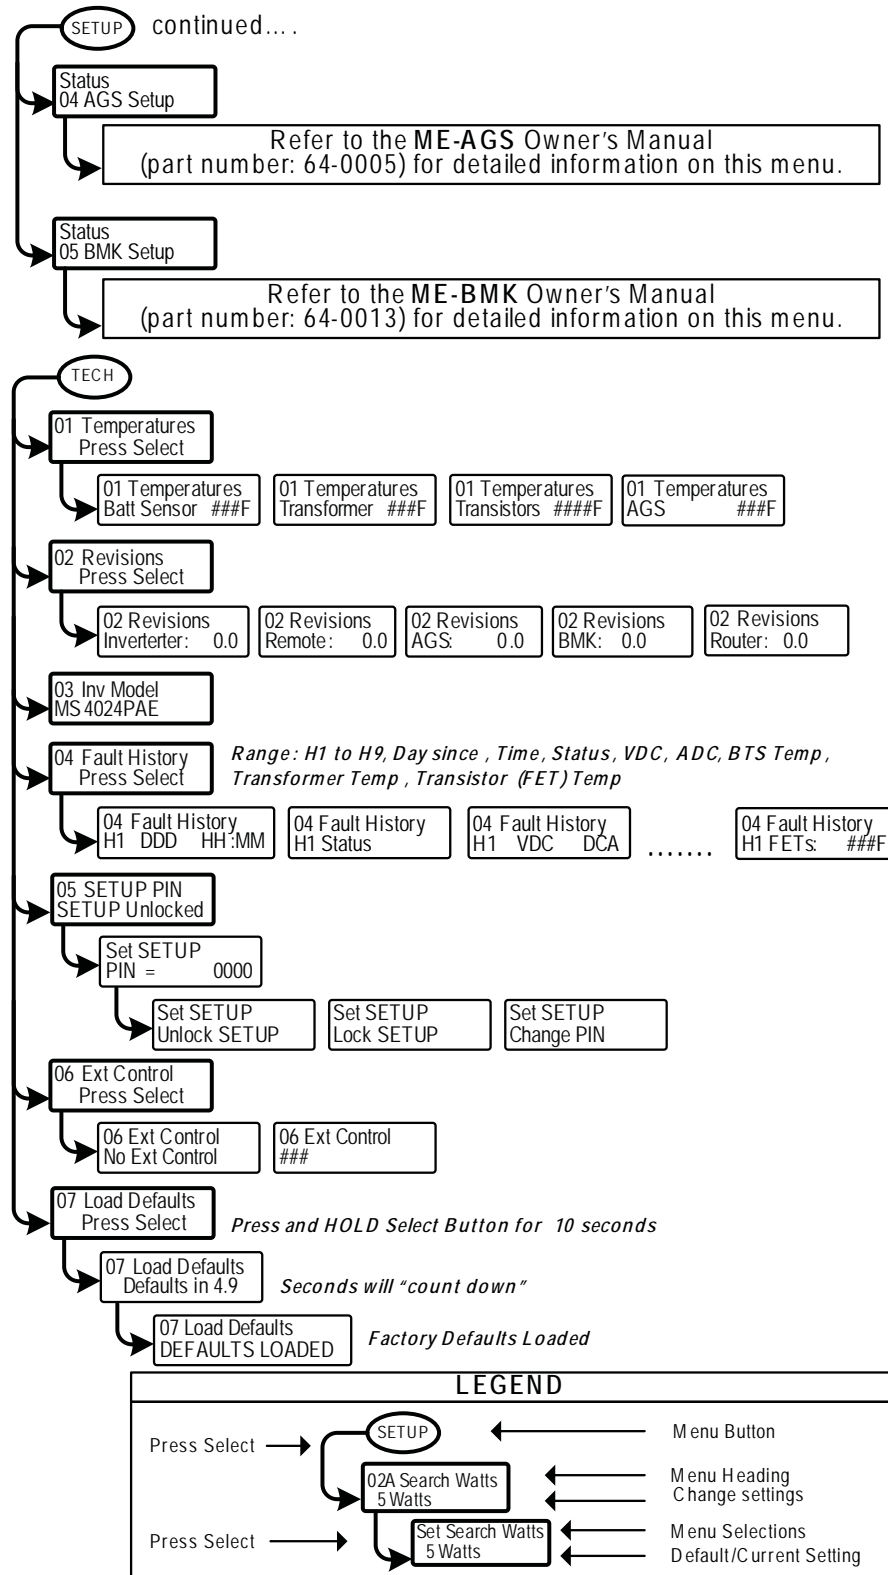 SETUP continued....
Status
04 AGS Setup
Refer to the ME-AGS Owner's Manual
(part number: 64-0005) for detailed information on this menu.
Status
05 BMK Setup
Refer to the ME-BMK Owner's Manual
(part number: 64-0013) for detailed information on this menu.
TECH
01 Temperatures
Press Select
01 Temperatures
Batt Sensor ###F
01 Temperatures
Transformer ###F
01 Temperatures
Transistors ####F
01 Temperatures
AGS ###F
02 Revisions
Press Select
02 Revisions
Inverterter: 0.0
02 Revisions
Remote: 0.0
02 Revisions
AGS: 0.0
02 Revisions
BMK: 0.0
02 Revisions
Router: 0.0
03 Inv Model
MS4024PAE
04 Fault History
Press Select
Range: H1 to H9, Day since, Time, Status, VDC, ADC, BTS Temp,
Transformer Temp, Transistor (FET) Temp
04 Fault History
H1 DDD HH:MM
04 Fault History
H1 Status
04 Fault History
H1 VDC DCA
.......
04 Fault History
H1 FETs: ###F
05 SETUP PIN
SETUP Unlocked
Set SETUP
PIN = 0000
Set SETUP
Unlock SETUP
Set SETUP
Lock SETUP
Set SETUP
Change PIN
06 Ext Control
Press Select
06 Ext Control
No Ext Control
06 Ext Control
###
07 Load Defaults
Press Select
Press and HOLD Select Button for 10 seconds
07 Load Defaults
Defaults in 4.9
Seconds will "count down"
07 Load Defaults
DEFAULTS LOADED
Factory Defaults Loaded
LEGEND
Press Select
SETUP
Menu Button
02A Search Watts
5 Watts
Menu Heading
Change settings
Press Select
Set Search Watts
5 Watts
Menu Selections
Default/Current Setting